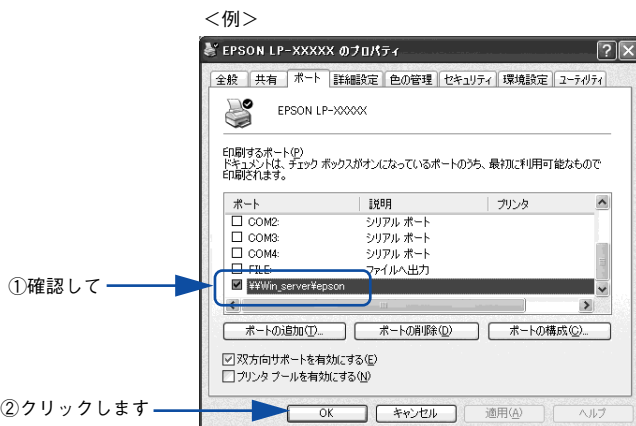 ＜例＞
EPSON LP-XXXXX のプロパティ
全般 共有 ポート 詳細設定 色の管理 セキュリティ 環境設定 ユーティリティ
EPSON LP-XXXXX
印刷するポート(P)
ドキュメントは、チェック ボックスがオンになっているポートのうち、最初に利用可能なもので
印刷されます。
ポート 説明 プリンタ
COM2: シリアル ポート
COM3: シリアル ポート
COM4: シリアル ポート
FILE: ファイルへ出力
¥¥Win_server¥epson
①確認して
ポートの追加(T)... ポートの削除(D) ポートの構成(C)...
双方向サポートを有効にする(E)
プリンタ プールを有効にする(N)
②クリックします
OK キャンセル 適用(A) ヘルプ